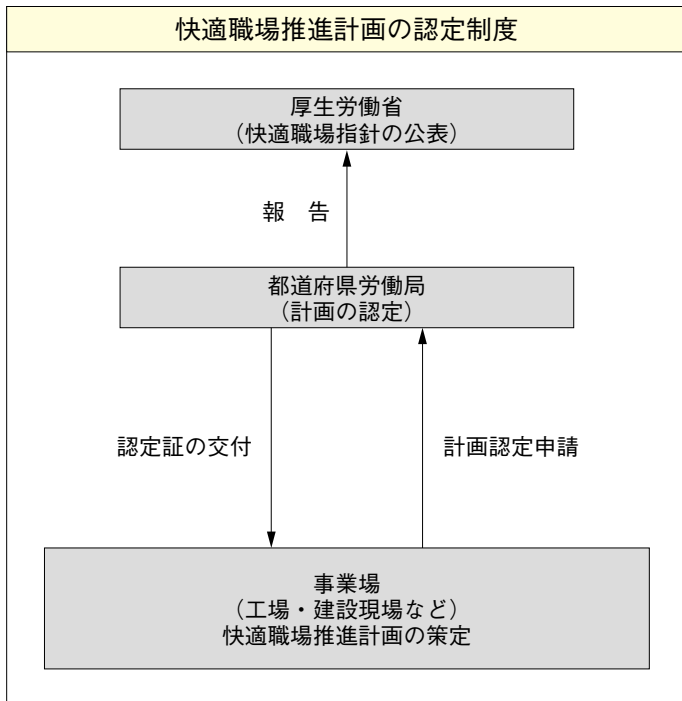 快適職場推進計画の認定制度
厚生労働省
（快適職場指針の公表）
報　告
都道府県労働局
（計画の認定）
認定証の交付
計画認定申請
事業場
（工場・建設現場など）
快適職場推進計画の策定